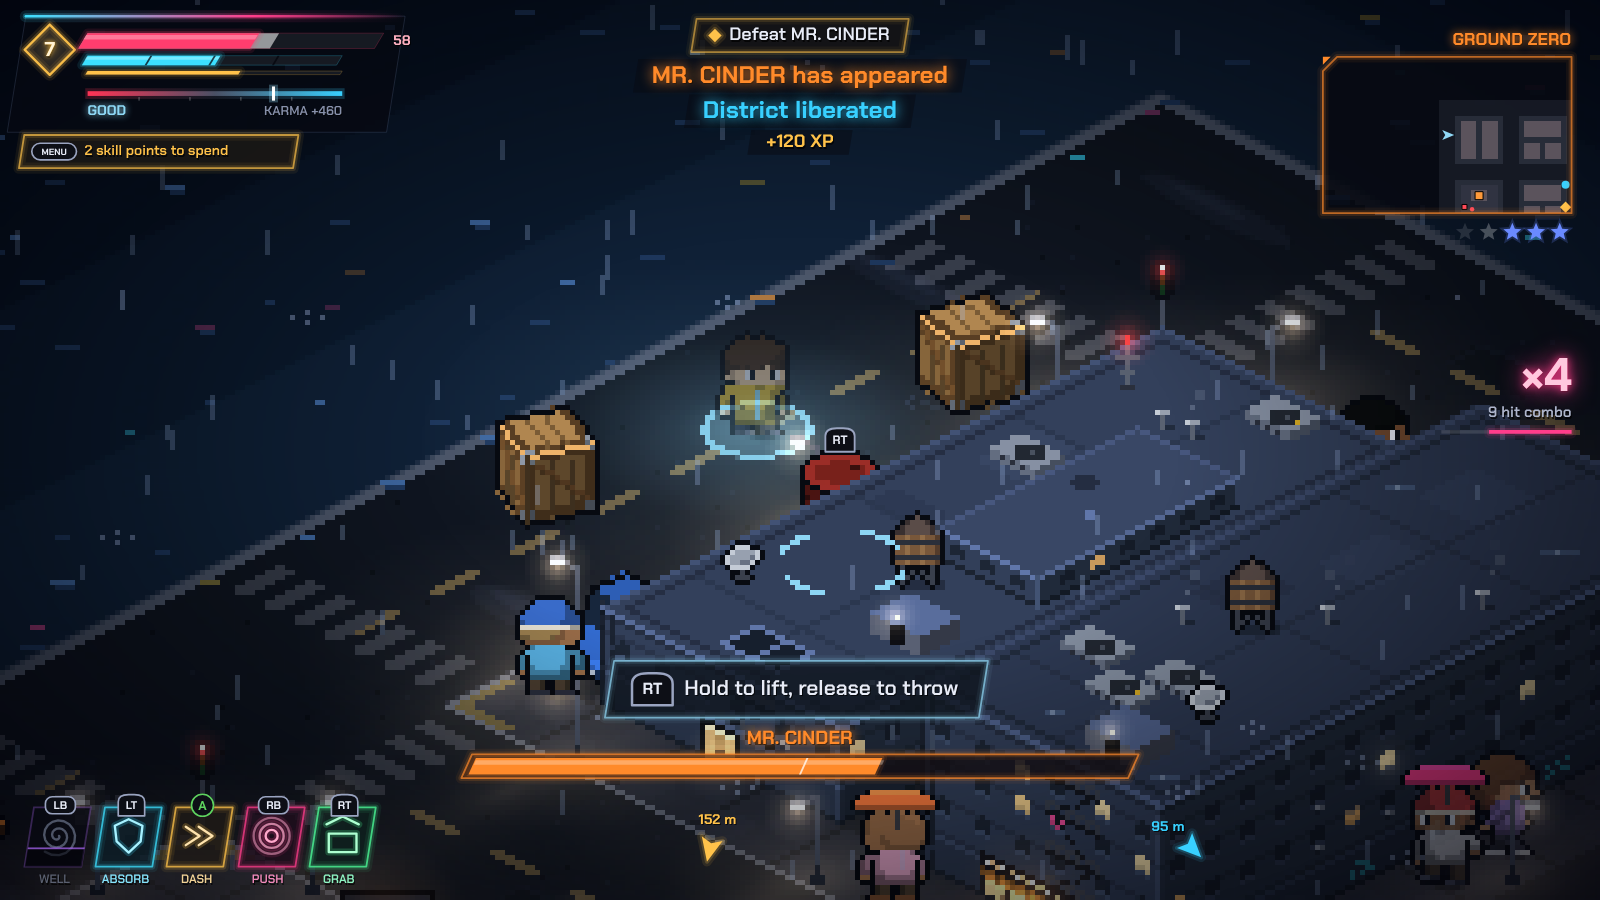 7
58
GOOD
KARMA +460
MENU
2 skill points to spend
Defeat MR. CINDER
MR. CINDER has appeared
District liberated
+120 XP
GROUND ZERO
×4
9 hit combo
RT
RT
Hold to lift, release to throw
MR. CINDER
152 m
95 m
LB
LT
A
RB
RT
WELL
ABSORB
DASH
PUSH
GRAB